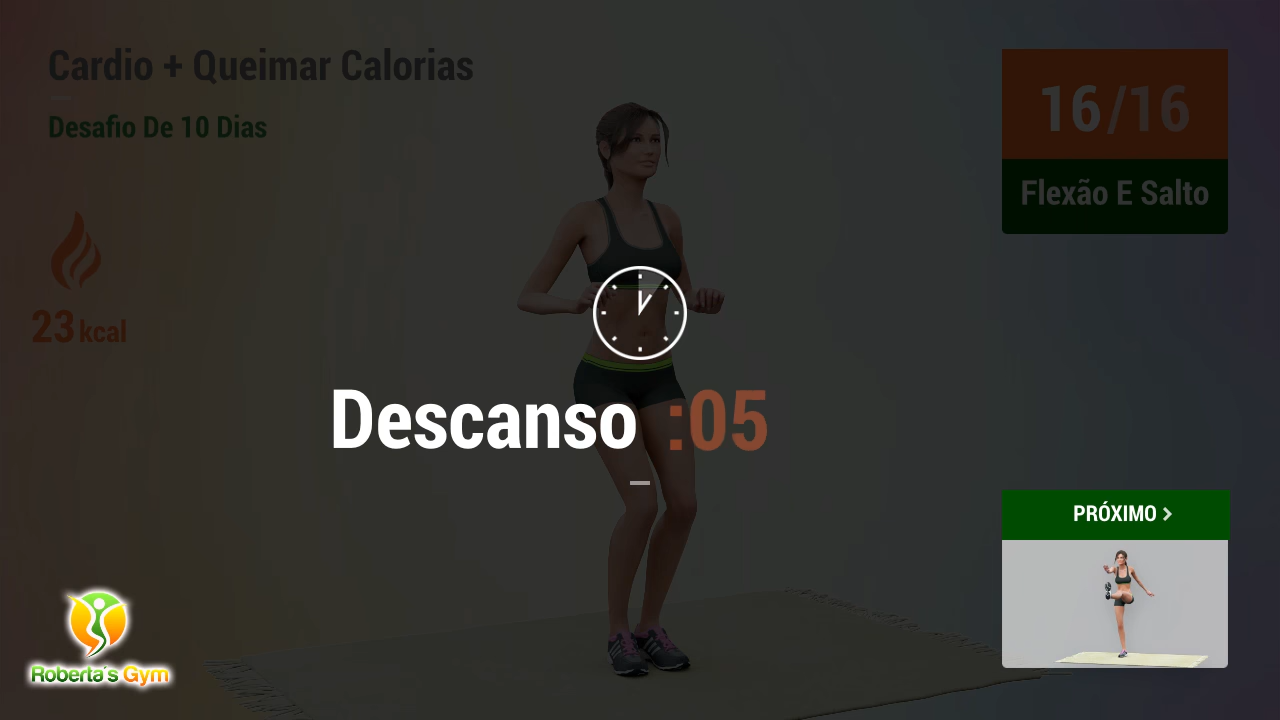 Cardio + Queimar Calorias
Desafio De 10 Dias
16/16
Flexão E Salto
23 kcal
Descanso :05
PRÓXIMO >
Roberta´s Gym